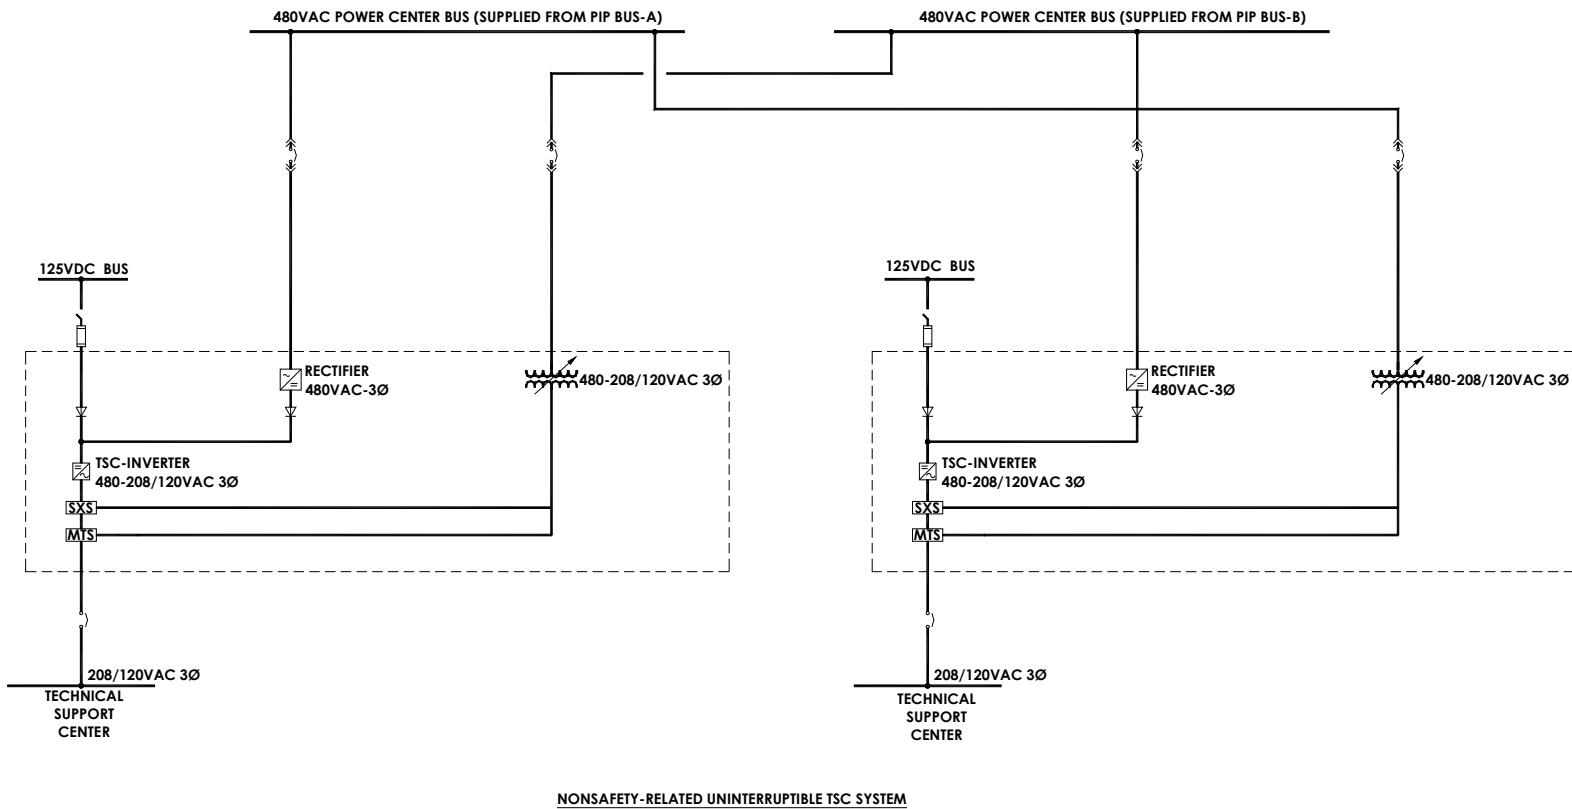 480VAC POWER CENTER BUS (SUPPLIED FROM PIP BUS-A)
480VAC POWER CENTER BUS (SUPPLIED FROM PIP BUS-B)
125VDC BUS
125VDC BUS
RECTIFIER
480VAC-3Ø
480-208/120VAC 3Ø
RECTIFIER
480VAC-3Ø
480-208/120VAC 3Ø
TSC-INVERTER
480-208/120VAC 3Ø
SXS
MTS
TSC-INVERTER
480-208/120VAC 3Ø
SXS
MTS
208/120VAC 3Ø
TECHNICAL
SUPPORT
CENTER
208/120VAC 3Ø
TECHNICAL
SUPPORT
CENTER
NONSAFETY-RELATED UNINTERRUPTIBLE TSC SYSTEM